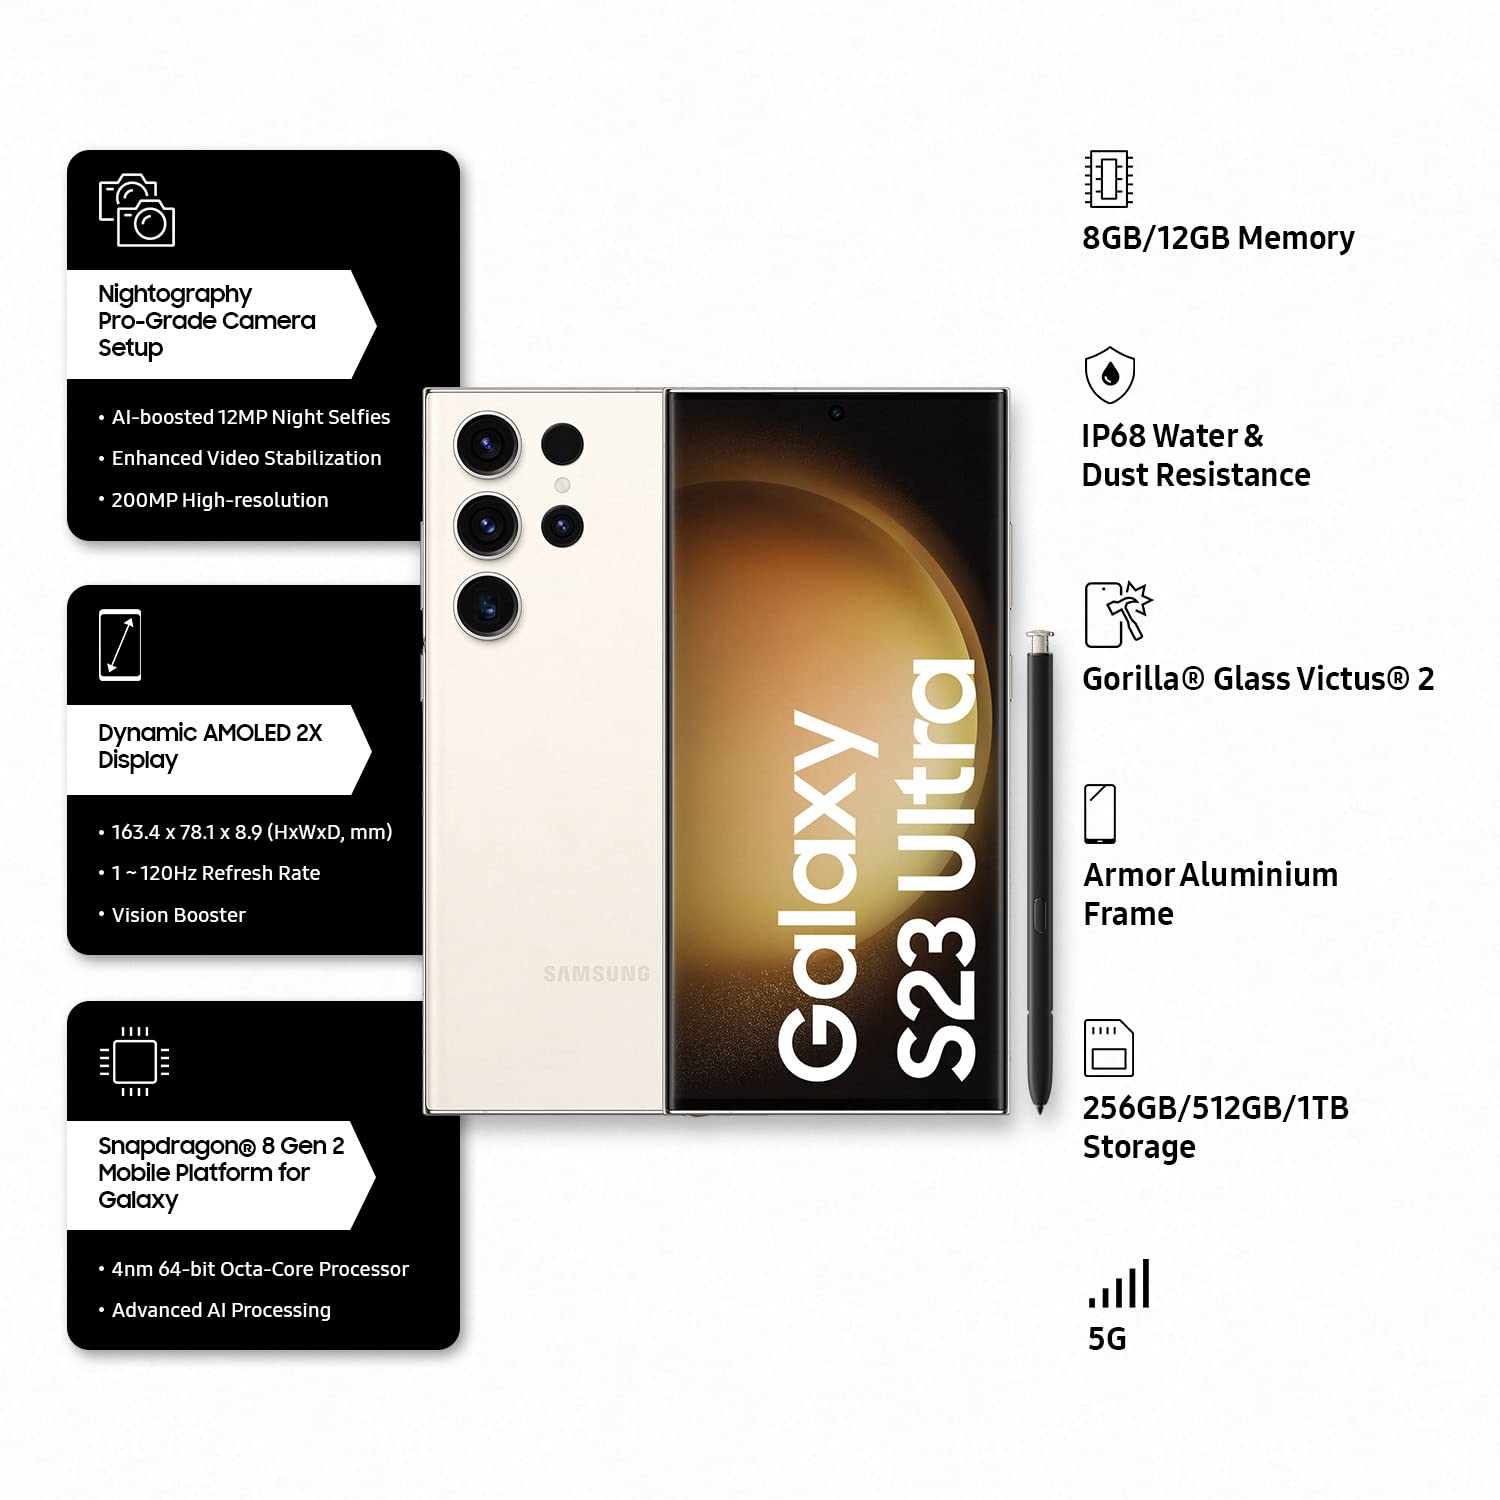 Nightography
Pro-Grade Camera
Setup
• AI-boosted 12MP Night Selfies
• Enhanced Video Stabilization
• 200MP High-resolution
Dynamic AMOLED 2X
Display
• 163.4 x 78.1 x 8.9 (HxWxD, mm)
• 1 ~ 120Hz Refresh Rate
• Vision Booster
Snapdragon® 8 Gen 2
Mobile Platform for
Galaxy
• 4nm 64-bit Octa-Core Processor
• Advanced AI Processing
SAMSUNG
Galaxy
S23 Ultra
8GB/12GB Memory
IP68 Water &
Dust Resistance
Gorilla® Glass Victus® 2
Armor Aluminium
Frame
256GB/512GB/1TB
Storage
5G